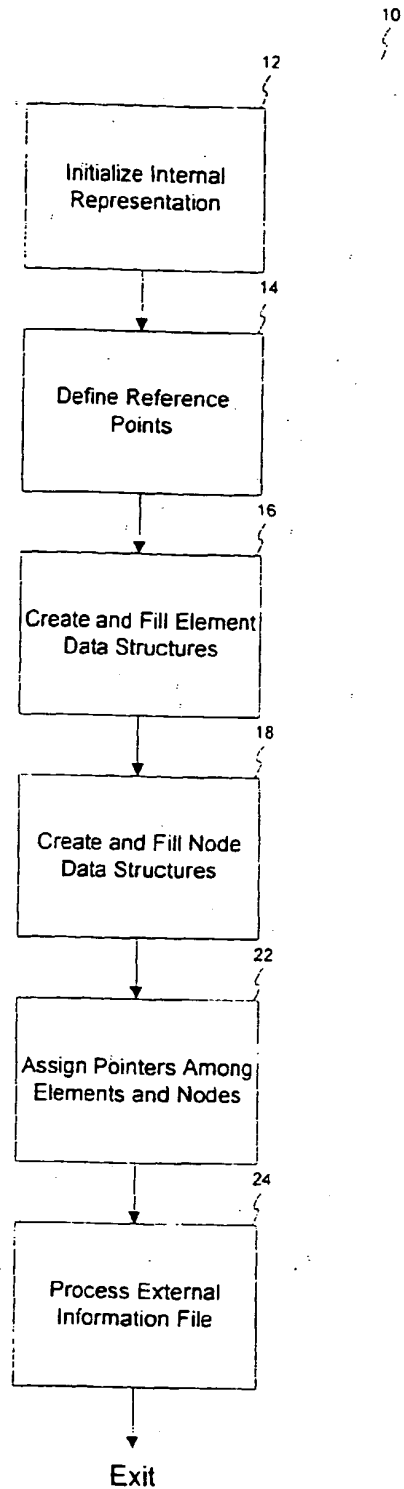 10
12
Initialize Internal
Representation
14
Define Reference
Points
16
Create and Fill Element
Data Structures
18
Create and Fill Node
Data Structures
22
Assign Pointers Among
Elements and Nodes
24
Process External
Information File
Exit